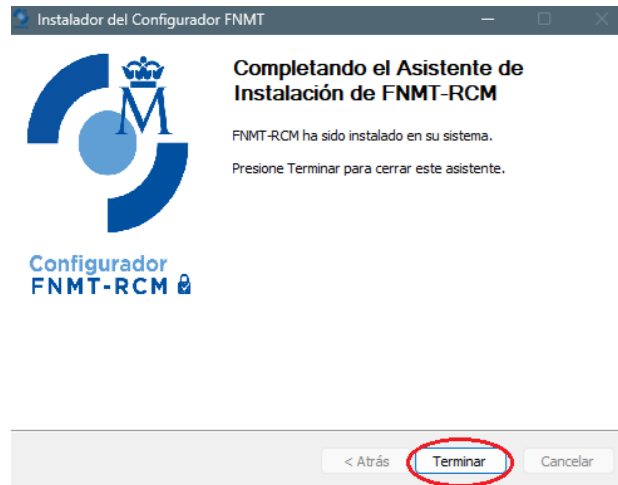 Instalador del Configurador FNMT
Completando el Asistente de
Instalación de FNMT-RCM
FNMT-RCM ha sido instalado en su sistema.
Presione Terminar para cerrar este asistente.
M
Configurador
FNMT-RCM
< Atrás
Terminar
Cancelar